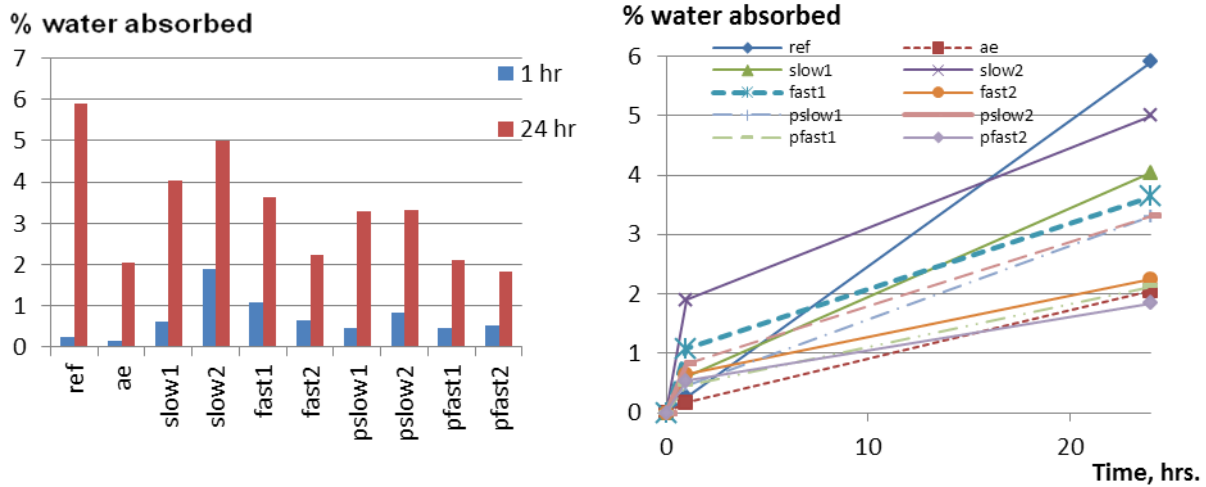 % water absorbed
7
6
5
4
3
2
1
0
1 hr
24 hr
ref
ae
slow1
slow2
fast1
fast2
pslow1
pslow2
pfast1
pfast2
% water absorbed
6
5
4
3
2
1
0
ref ae
slow1 slow2
fast1 fast2
pslow1 pslow2
pfast1 pfast2
0 10 20
Time, hrs.